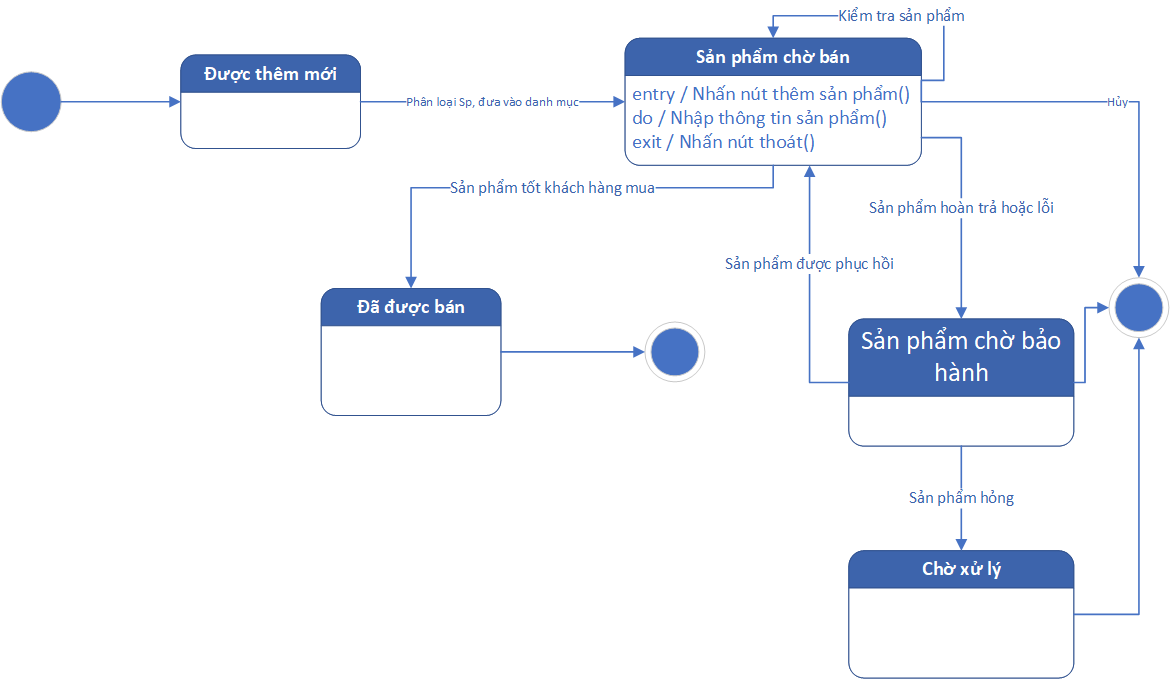 Kiểm tra sản phẩm
Sản phẩm chờ bán
Được thêm mới
entry / Nhấn nút thêm sản phẩm()
Phân loại Sp, đưa vào danh mục
Hủy
do / Nhập thông tin sản phẩm()
exit / Nhấn nút thoát()
Sản phẩm tốt khách hàng mua
Sản phẩm hoàn trả hoặc lỗi
Sản phẩm được phục hồi
Đã được bán
Sản phẩm chờ bảo
hành
Sản phẩm hỏng
Chờ xử lý